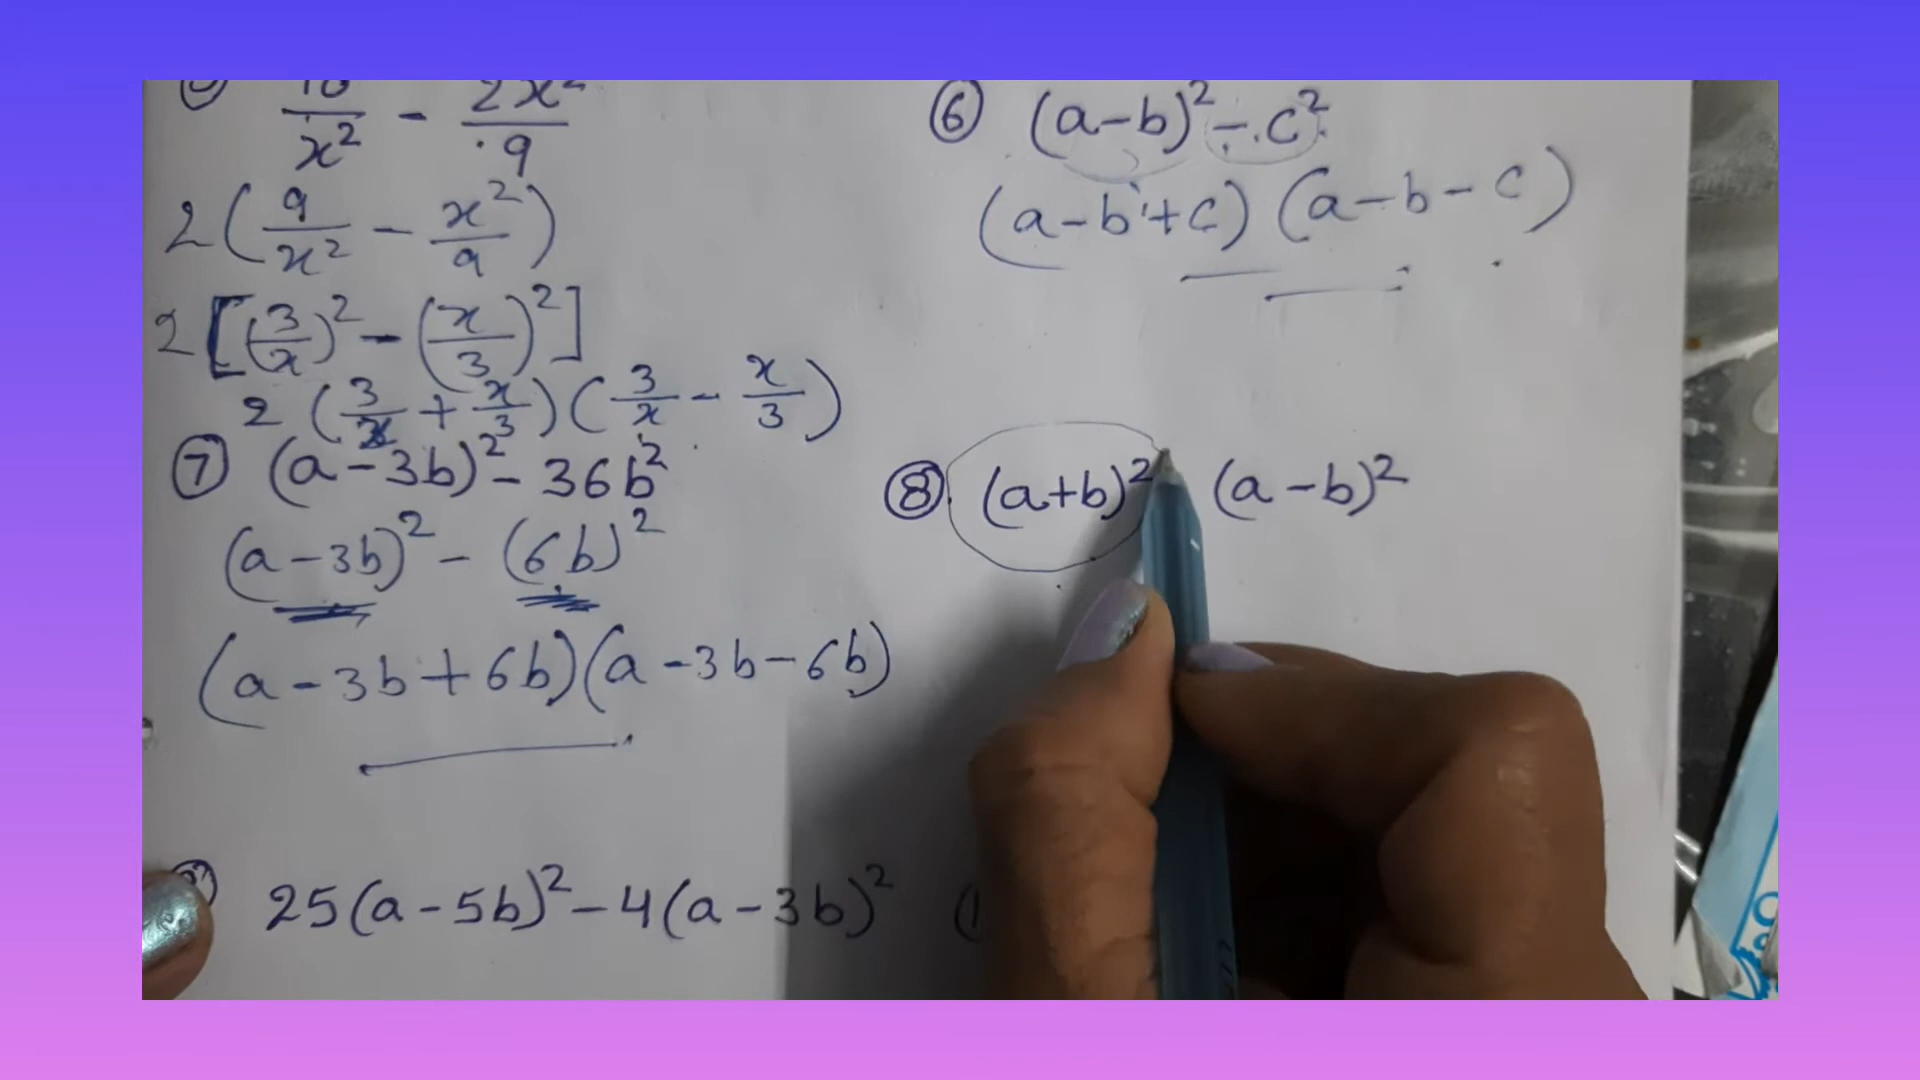 18/x² - 2x²/9
2(9/x² - x²/9)
2[(3/x)² - (x/3)²]
2(3/x + x/3)(3/x - x/3)
⑥ (a-b)² - c²
(a-b+c)(a-b-c)
⑦ (a-3b)² - 36b²
(a-3b)² - (6b)²
(a-3b+6b)(a-3b-6b)
⑧ (a+b)² (a-b)²
25(a-5b)² - 4(a-3b)²